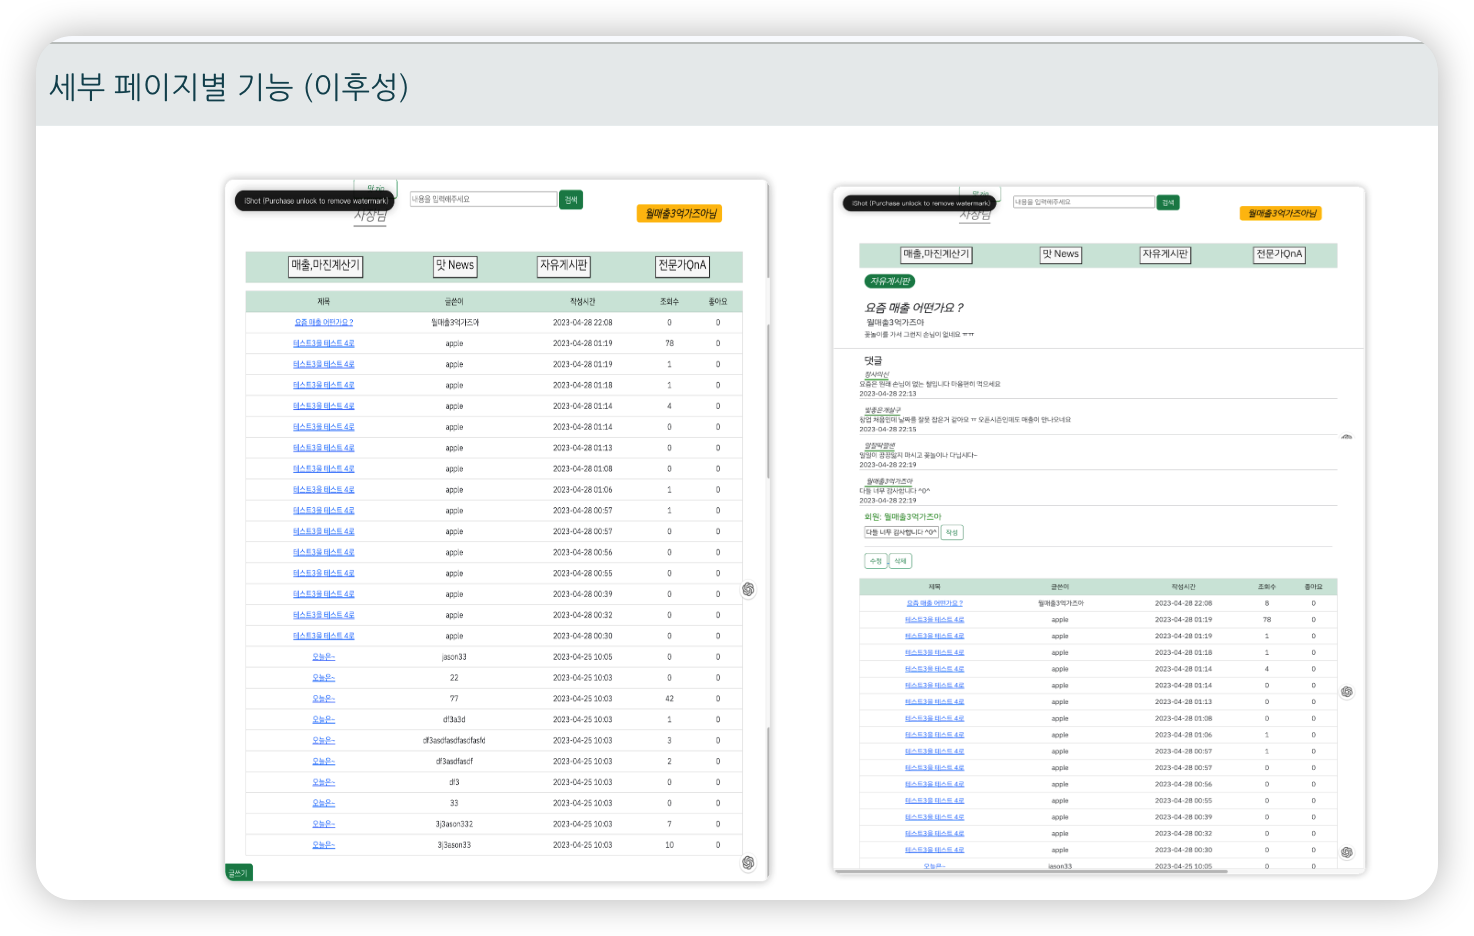 세부 페이지별 기능 (이후성)
iShot (Purchase unlock to remove watermark)
사장님
내용을 입력해주세요 검색
월매출3억가즈아님
매출,마진계산기 맛 News 자유게시판 전문가QnA
제목 글쓴이 작성시간 조회수 좋아요
요즘 매출 어떤가요 ? 월매출3억가즈아 2023-04-28 22:08 0 0
테스트3을 테스트 4로 apple 2023-04-28 01:19 78 0
테스트3을 테스트 4로 apple 2023-04-28 01:19 1 0
테스트3을 테스트 4로 apple 2023-04-28 01:18 1 0
테스트3을 테스트 4로 apple 2023-04-28 01:14 4 0
테스트3을 테스트 4로 apple 2023-04-28 01:14 0 0
테스트3을 테스트 4로 apple 2023-04-28 01:13 0 0
테스트3을 테스트 4로 apple 2023-04-28 01:08 0 0
테스트3을 테스트 4로 apple 2023-04-28 01:06 1 0
테스트3을 테스트 4로 apple 2023-04-28 00:57 1 0
테스트3을 테스트 4로 apple 2023-04-28 00:57 0 0
테스트3을 테스트 4로 apple 2023-04-28 00:56 0 0
테스트3을 테스트 4로 apple 2023-04-28 00:55 0 0
테스트3을 테스트 4로 apple 2023-04-28 00:39 0 0
테스트3을 테스트 4로 apple 2023-04-28 00:32 0 0
테스트3을 테스트 4로 apple 2023-04-28 00:30 0 0
오늘은~ jason33 2023-04-25 10:05 0 0
오늘은~ 22 2023-04-25 10:03 0 0
오늘은~ 77 2023-04-25 10:03 42 0
오늘은~ df3a3d 2023-04-25 10:03 1 0
오늘은~ df3asdfasdfasdfasfd 2023-04-25 10:03 3 0
오늘은~ df3asdfasdf 2023-04-25 10:03 2 0
오늘은~ df3 2023-04-25 10:03 0 0
오늘은~ 33 2023-04-25 10:03 0 0
오늘은~ 3j3ason332 2023-04-25 10:03 7 0
오늘은~ 3j3ason33 2023-04-25 10:03 10 0
글쓰기
iShot (Purchase unlock to remove watermark)
사장님
내용을 입력해주세요 검색
월매출3억가즈아님
매출,마진계산기 맛 News 자유게시판 전문가QnA
자유게시판
요즘 매출 어떤가요 ?
월매출3억가즈아
꽃놀이를 가서 그런지 손님이 없네요 ㅠㅠ
댓글
장사의신
요즘은 원래 손님이 없는 철입니다 마음편히 먹으세요
2023-04-28 22:13
빛좋은개살구
창업 처음인데 날짜를 잘못 잡은거 같아요 ㅠ 오픈시즌인데도 매출이 안나오네요
2023-04-28 22:15
일일이 끙끙앓지 마시고 꽃놀이나 다닙시다~
2023-04-28 22:19
월매출3억가즈아
다들 너무 감사합니다 ^0^
2023-04-28 22:19
회원: 월매출3억가즈아
다들 너무 감사합니다 ^0^ 작성
수정 삭제
제목 글쓴이 작성시간 조회수 좋아요
요즘 매출 어떤가요 ? 월매출3억가즈아 2023-04-28 22:08 8 0
테스트3을 테스트 4로 apple 2023-04-28 01:19 78 0
테스트3을 테스트 4로 apple 2023-04-28 01:19 1 0
테스트3을 테스트 4로 apple 2023-04-28 01:18 1 0
테스트3을 테스트 4로 apple 2023-04-28 01:14 4 0
테스트3을 테스트 4로 apple 2023-04-28 01:14 0 0
테스트3을 테스트 4로 apple 2023-04-28 01:13 0 0
테스트3을 테스트 4로 apple 2023-04-28 01:08 0 0
테스트3을 테스트 4로 apple 2023-04-28 01:06 1 0
테스트3을 테스트 4로 apple 2023-04-28 00:57 1 0
테스트3을 테스트 4로 apple 2023-04-28 00:57 0 0
테스트3을 테스트 4로 apple 2023-04-28 00:56 0 0
테스트3을 테스트 4로 apple 2023-04-28 00:55 0 0
테스트3을 테스트 4로 apple 2023-04-28 00:39 0 0
테스트3을 테스트 4로 apple 2023-04-28 00:32 0 0
테스트3을 테스트 4로 apple 2023-04-28 00:30 0 0
오늘은~ jason33 2023-04-25 10:05 0 0